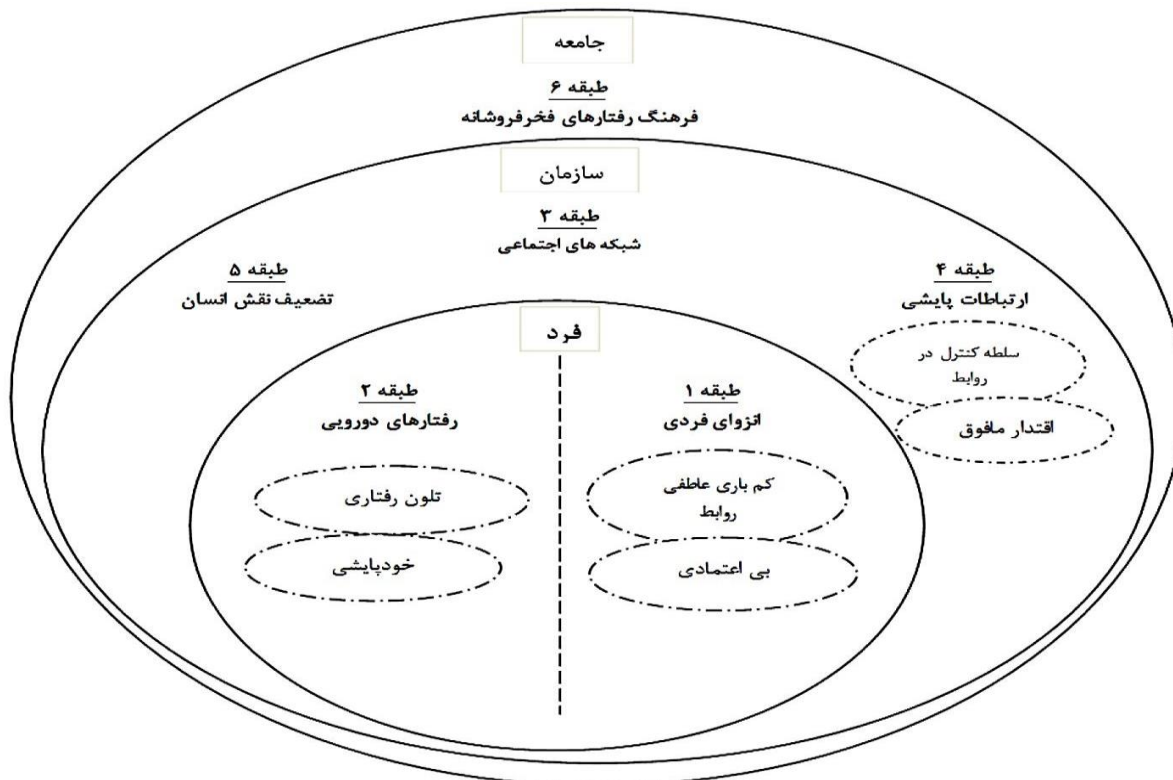 جامعه
طبقه ۶
فرهنگ رفتارهای فخرفروشانه
سازمان
طبقه ۳
شبکه های اجتماعی
طبقه ۴
ارتباطات پایشی
سلطه کنترل در
روابط
اقتدار مافوق
طبقه ۵
تضعیف نقش انسان
فرد
طبقه ۱
انزوای فردی
کم باری عاطفی
روابط
بی اعتمادی
طبقه ۲
رفتارهای دورویی
تلون رفتاری
خودپایشی